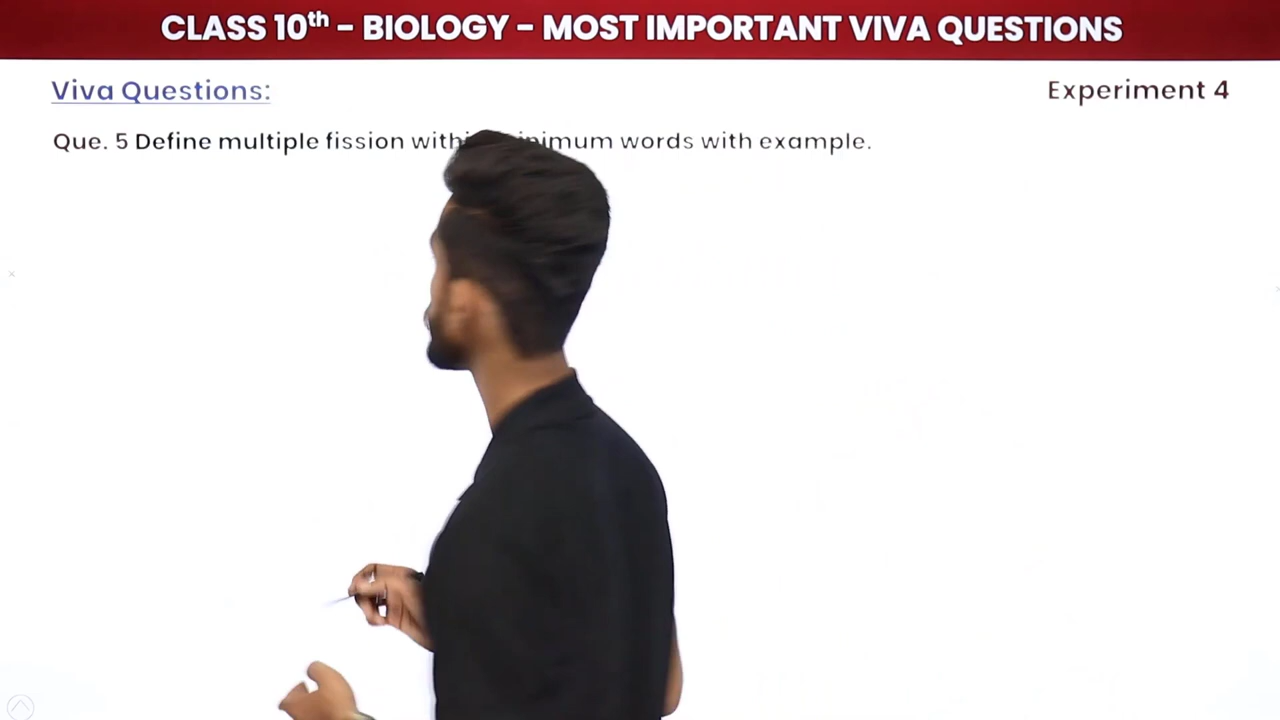 CLASS 10th - BIOLOGY - MOST IMPORTANT VIVA QUESTIONS
Viva Questions:
Experiment 4
Que. 5 Define multiple fission words with example.